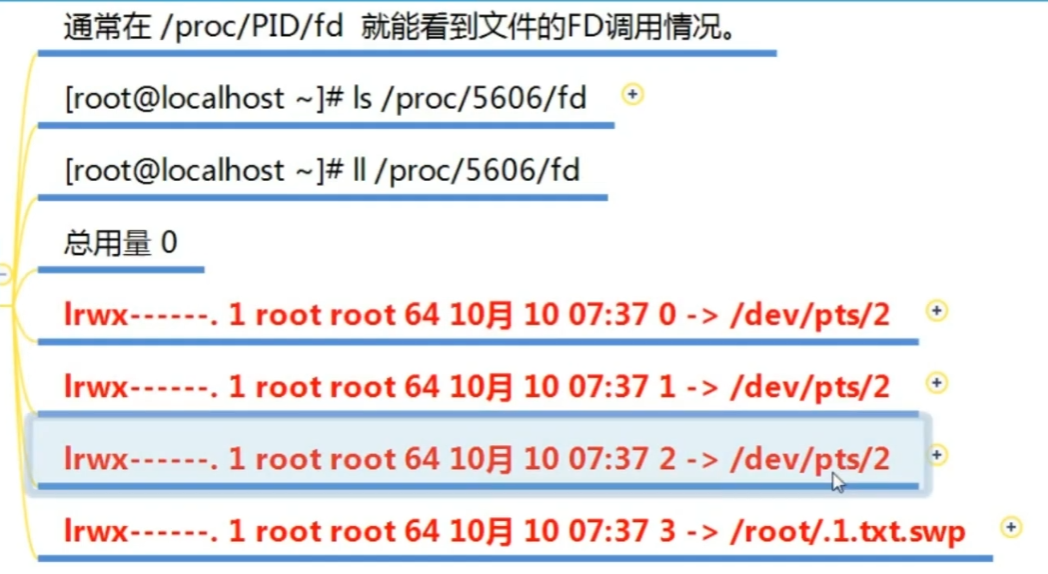 通常在 /proc/PID/fd 就能看到文件的FD调用情况。
[root@localhost ~]# ls /proc/5606/fd
[root@localhost ~]# ll /proc/5606/fd
总用量 0
lrwx------. 1 root root 64 10月 10 07:37 0 -> /dev/pts/2
lrwx------. 1 root root 64 10月 10 07:37 1 -> /dev/pts/2
lrwx------. 1 root root 64 10月 10 07:37 2 -> /dev/pts/2
lrwx------. 1 root root 64 10月 10 07:37 3 -> /root/.1.txt.swp